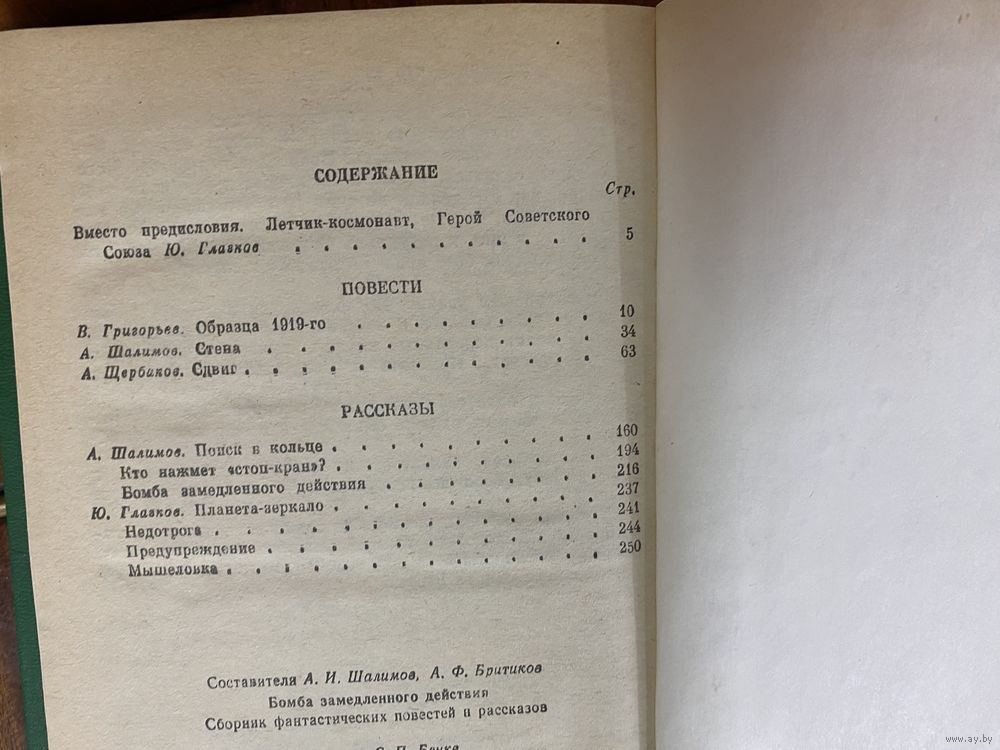 СОДЕРЖАНИЕ
Стр.
Вместо предисловия. Летчик-космонавт, Герой Советского
Союза Ю. Глазков . . . . . . . . . . . 5
ПОВЕСТИ
В. Григорьев. Образца 1919-го . . . . . . . . . 10
А. Шалимов. Стена . . . . . . . . . . . . 34
А. Щербаков. Сдвиг . . . . . . . . . . . . 63
РАССКАЗЫ
А. Шалимов. Поиск в кольце . . . . . . . . . . 160
Кто нажмет «стоп-кран»? . . . . . . . . . . 194
Бомба замедленного действия . . . . . . . . 216
Ю. Глазков. Планета-зеркало . . . . . . . . . . 237
Недотрога . . . . . . . . . . . . . 241
Предупреждение . . . . . . . . . . . . 244
Мышеловка . . . . . . . . . . . . . 250
Составители А. И. Шалимов, А. Ф. Бритиков
Бомба замедленного действия
Сборник фантастических повестей и рассказов
www.ay.by